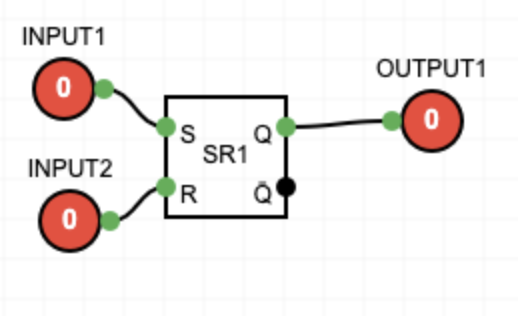 INPUT1
0
OUTPUT1
0
S
Q
SR1
INPUT2
0
R
Q̄